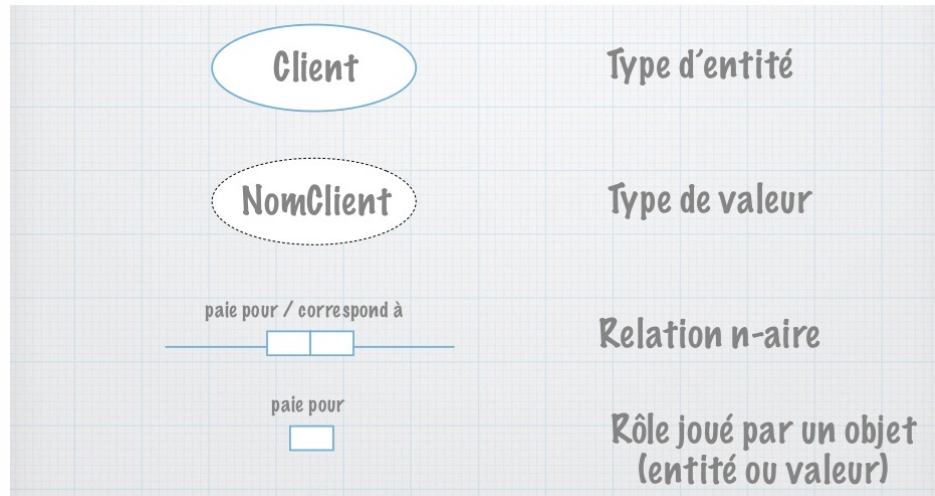 Client
Type d'entité
NomClient
Type de valeur
paie pour / correspond à
Relation n-aire
paie pour
Rôle joué par un objet
(entité ou valeur)